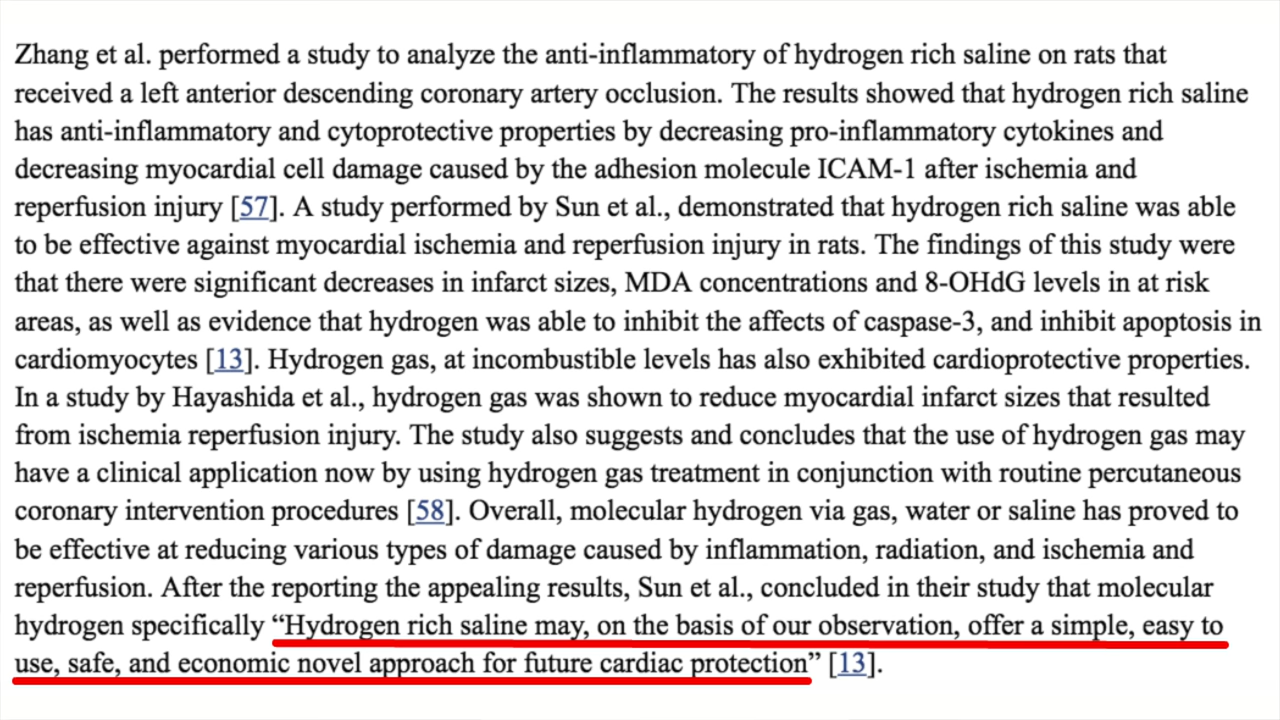 Zhang et al. performed a study to analyze the anti-inflammatory of hydrogen rich saline on rats that
received a left anterior descending coronary artery occlusion. The results showed that hydrogen rich saline
has anti-inflammatory and cytoprotective properties by decreasing pro-inflammatory cytokines and
decreasing myocardial cell damage caused by the adhesion molecule ICAM-1 after ischemia and
reperfusion injury [57]. A study performed by Sun et al., demonstrated that hydrogen rich saline was able
to be effective against myocardial ischemia and reperfusion injury in rats. The findings of this study were
that there were significant decreases in infarct sizes, MDA concentrations and 8-OHdG levels in at risk
areas, as well as evidence that hydrogen was able to inhibit the affects of caspase-3, and inhibit apoptosis in
cardiomyocytes [13]. Hydrogen gas, at incombustible levels has also exhibited cardioprotective properties.
In a study by Hayashida et al., hydrogen gas was shown to reduce myocardial infarct sizes that resulted
from ischemia reperfusion injury. The study also suggests and concludes that the use of hydrogen gas may
have a clinical application now by using hydrogen gas treatment in conjunction with routine percutaneous
coronary intervention procedures [58]. Overall, molecular hydrogen via gas, water or saline has proved to
be effective at reducing various types of damage caused by inflammation, radiation, and ischemia and
reperfusion. After the reporting the appealing results, Sun et al., concluded in their study that molecular
hydrogen specifically “Hydrogen rich saline may, on the basis of our observation, offer a simple, easy to
use, safe, and economic novel approach for future cardiac protection” [13].